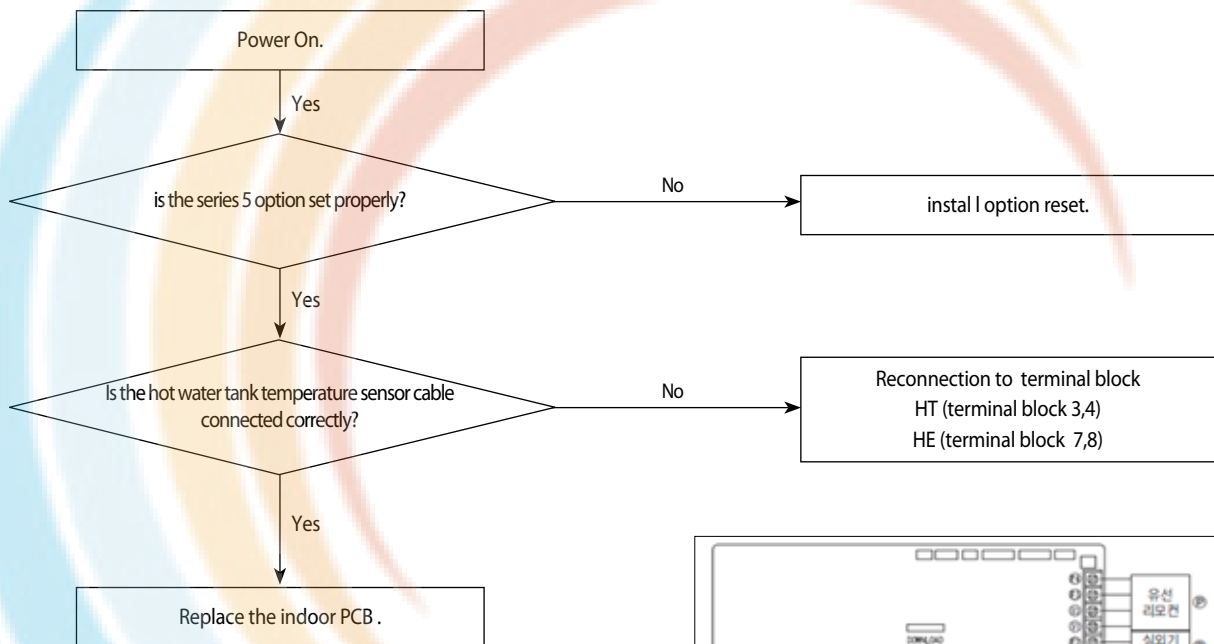 Power On.
Yes
is the series 5 option set properly?
No
instal l option reset.
Yes
Is the hot water tank temperature sensor cable
connected correctly?
No
Reconnection to terminal block
HT (terminal block 3,4)
HE (terminal block 7,8)
Yes
Replace the indoor PCB .
유선
리모컨
실외기
DOWNLOAD